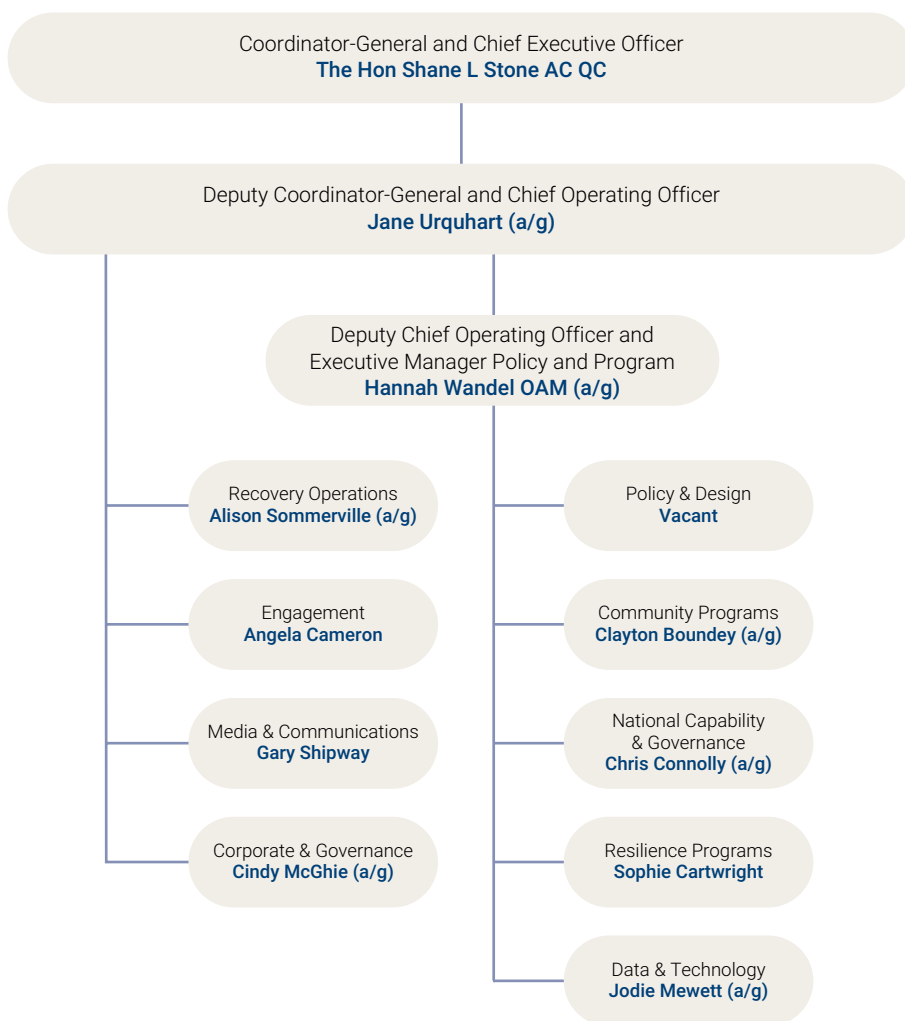 Coordinator-General and Chief Executive Officer
The Hon Shane L Stone AC QC
Deputy Coordinator-General and Chief Operating Officer
Jane Urquhart (a/g)
Deputy Chief Operating Officer and
Executive Manager Policy and Program
Hannah Wandel OAM (a/g)
Recovery Operations
Alison Sommerville (a/g)
Engagement
Angela Cameron
Media & Communications
Gary Shipway
Corporate & Governance
Cindy McGhie (a/g)
Policy & Design
Vacant
Community Programs
Clayton Boundey (a/g)
National Capability
& Governance
Chris Connolly (a/g)
Resilience Programs
Sophie Cartwright
Data & Technology
Jodie Mewett (a/g)